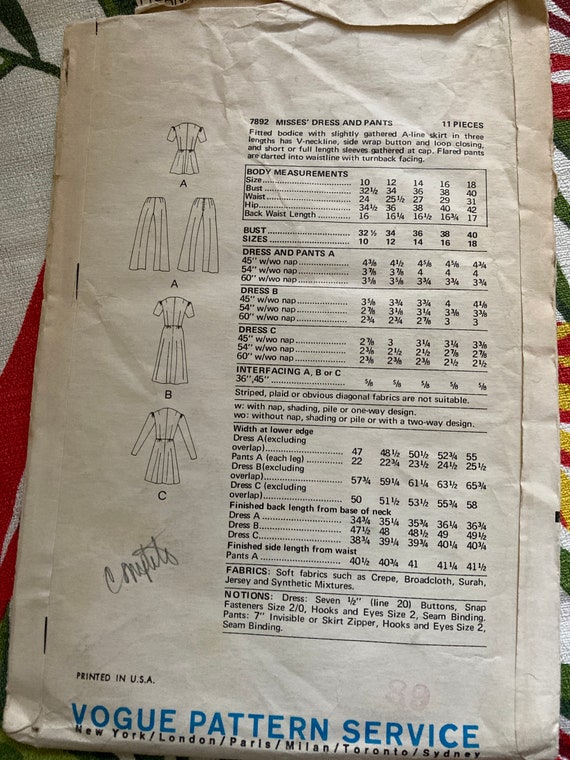 7892 MISSES' DRESS AND PANTS 11 PIECES
Fitted bodice with slightly gathered A-line skirt in three
lengths has V-neckline, side wrap button and loop closing,
and short or full length sleeves gathered at cap. Flared pants
are darted into waistline with turnback facing.
BODY MEASUREMENTS
Size 10 12 14 16 18
Bust 32½ 34 36 38 40
Waist 24 25½ 27 29 31
Hip 34½ 36 38 40 42
Back Waist Length 16 16¼ 16½ 16¾ 17
BUST 32½ 34 36 38 40
SIZES 10 12 14 16 18
DRESS AND PANTS A
45" w/wo nap 4⅜ 4½ 4⅝ 4¾ 4¾
54" w/wo nap 3⅞ 3⅞ 4 4 4
60" w/wo nap 3⅝ 3⅝ 3¾ 3¾ 3¾
DRESS B
45" w/wo nap 3⅝ 3¾ 3¾ 4 4⅛
54" w/wo nap 2⅞ 3⅛ 3¼ 3⅜ 3⅜
60" w/wo nap 2¾ 2¾ 2⅞ 3 3
DRESS C
45" w/wo nap 2⅞ 3 3¼ 3¼ 3⅜
54" w/wo nap 2⅜ 2½ 2½ 2⅝ 2⅞
60" w/wo nap 2⅜ 2⅜ 2½ 2½ 2⅝
INTERFACING A, B or C
36",45" ⅝ ⅝ ⅝ ⅝ ⅝
Striped, plaid or obvious diagonal fabrics are not suitable.
w: with nap, shading, pile or one-way design.
wo: without nap, shading or pile or with a two-way design.
Width at lower edge
Dress A(excluding
overlap) 47 48½ 50½ 52¾ 55
Pants A (each leg) 22 22¾ 23½ 24½ 25½
Dress B(excluding
overlap) 57¾ 59¼ 61¼ 63½ 65¾
Dress C (excluding
overlap) 50 51½ 53½ 55¾ 58
Finished back length from base of neck
Dress A 34¾ 35¼ 35¾ 36¼ 36¾
Dress B 47½ 48 48½ 49 49½
Dress C 38¾ 39¼ 39¾ 40¼ 40¾
Finished side length from waist
Pants A 40½ 40¾ 41 41¼ 41½
FABRICS: Soft fabrics such as Crepe, Broadcloth, Surah,
Jersey and Synthetic Mixtures.
NOTIONS: Dress: Seven ½" (line 20) Buttons, Snap
Fasteners Size 2/0, Hooks and Eyes Size 2, Seam Binding.
Pants: 7" Invisible or Skirt Zipper, Hooks and Eyes Size 2,
Seam Binding.
A
A
B
C
PRINTED IN U.S.A.
39
VOGUE PATTERN SERVICE
New York/London/Paris/Milan/Toronto/Sydney